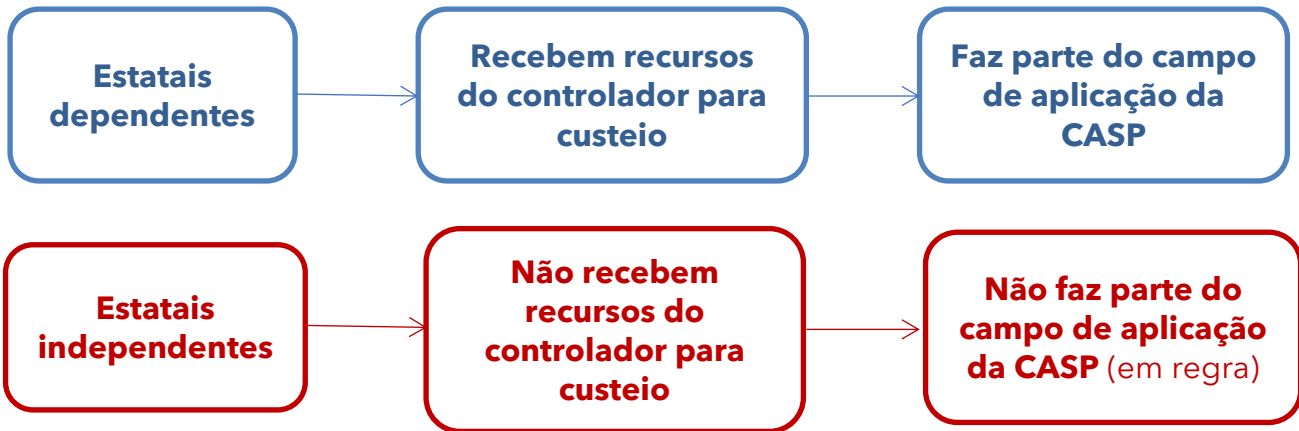 Estatais
dependentes
Recebem recursos
do controlador para
custeio
Faz parte do campo
de aplicação da
CASP
Estatais
independentes
Não recebem
recursos do
controlador para
custeio
Não faz parte do
campo de aplicação
da CASP (em regra)